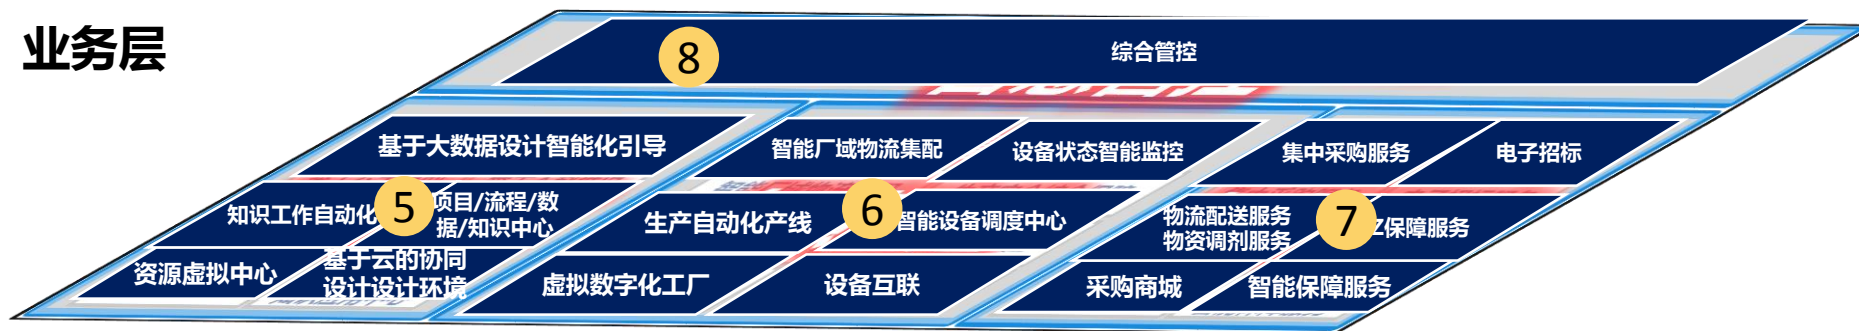 业务层
8
综合管控
基于大数据设计智能化引导
智能厂域物流集配
设备状态智能监控
集中采购服务
电子招标
知识工作自动化
5
项目/流程/数
据/知识中心
生产自动化产线
6
智能设备调度中心
物流配送服务
物资调剂服务
7
保障服务
资源虚拟中心
基于云的协同
设计设计环境
虚拟数字化工厂
设备互联
采购商城
智能保障服务